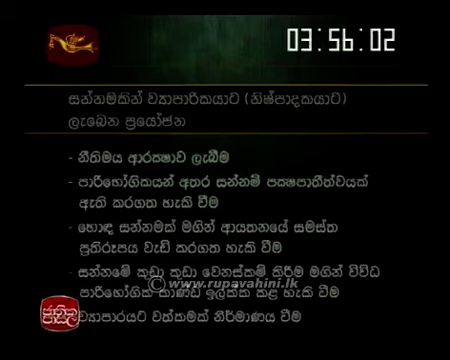 03:56:02
සන්නමකින් ව්‍යාපාරිකයාට (නිෂ්පාදකයාට)
ලැබෙන ප්‍රයෝජන
- නීතිමය ආරක්‍ෂාව ලැබීම
- පාරිභෝගිකයන් අතර සන්නම් පක්‍ෂපාතීත්වයක්
ඇති කරගත හැකි වීම
- හොඳ සන්නමක් මගින් ආයතනයේ සමස්ත
ප්‍රතිරූපය වැඩි කරගත හැකි වීම
- සන්නමේ කුඩා කුඩා වෙනස්කම් කිරීම මගින් විවිධ
©www.rupavahini.lk
පාරිභෝගික කාණ්ඩ ඉලක්ක කළ හැකි වීම
ව්‍යාපාරයට වත්කමක් නිර්මාණය වීම
ජාතික
පාසල